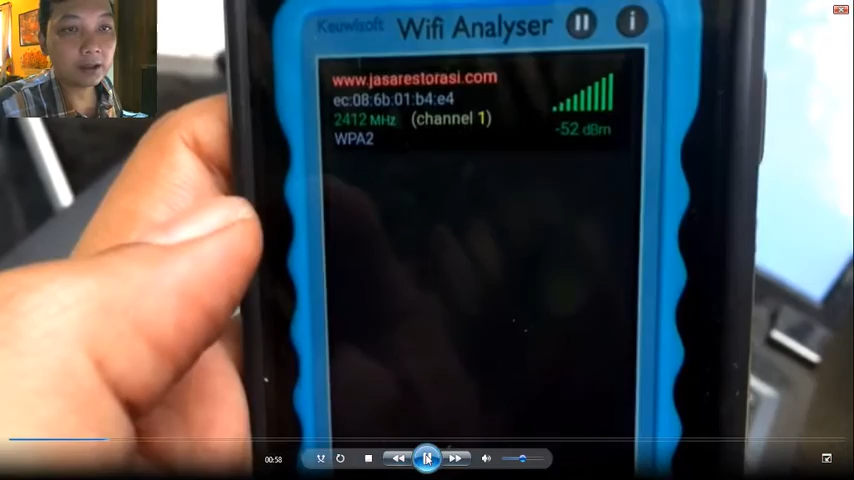 Keuwlsoft Wifi Analyser
www.jasarestorasi.com
ec:08:6b:01:b4:e4
2412 MHz (channel 1)
-52 dBm
WPA2
00:58